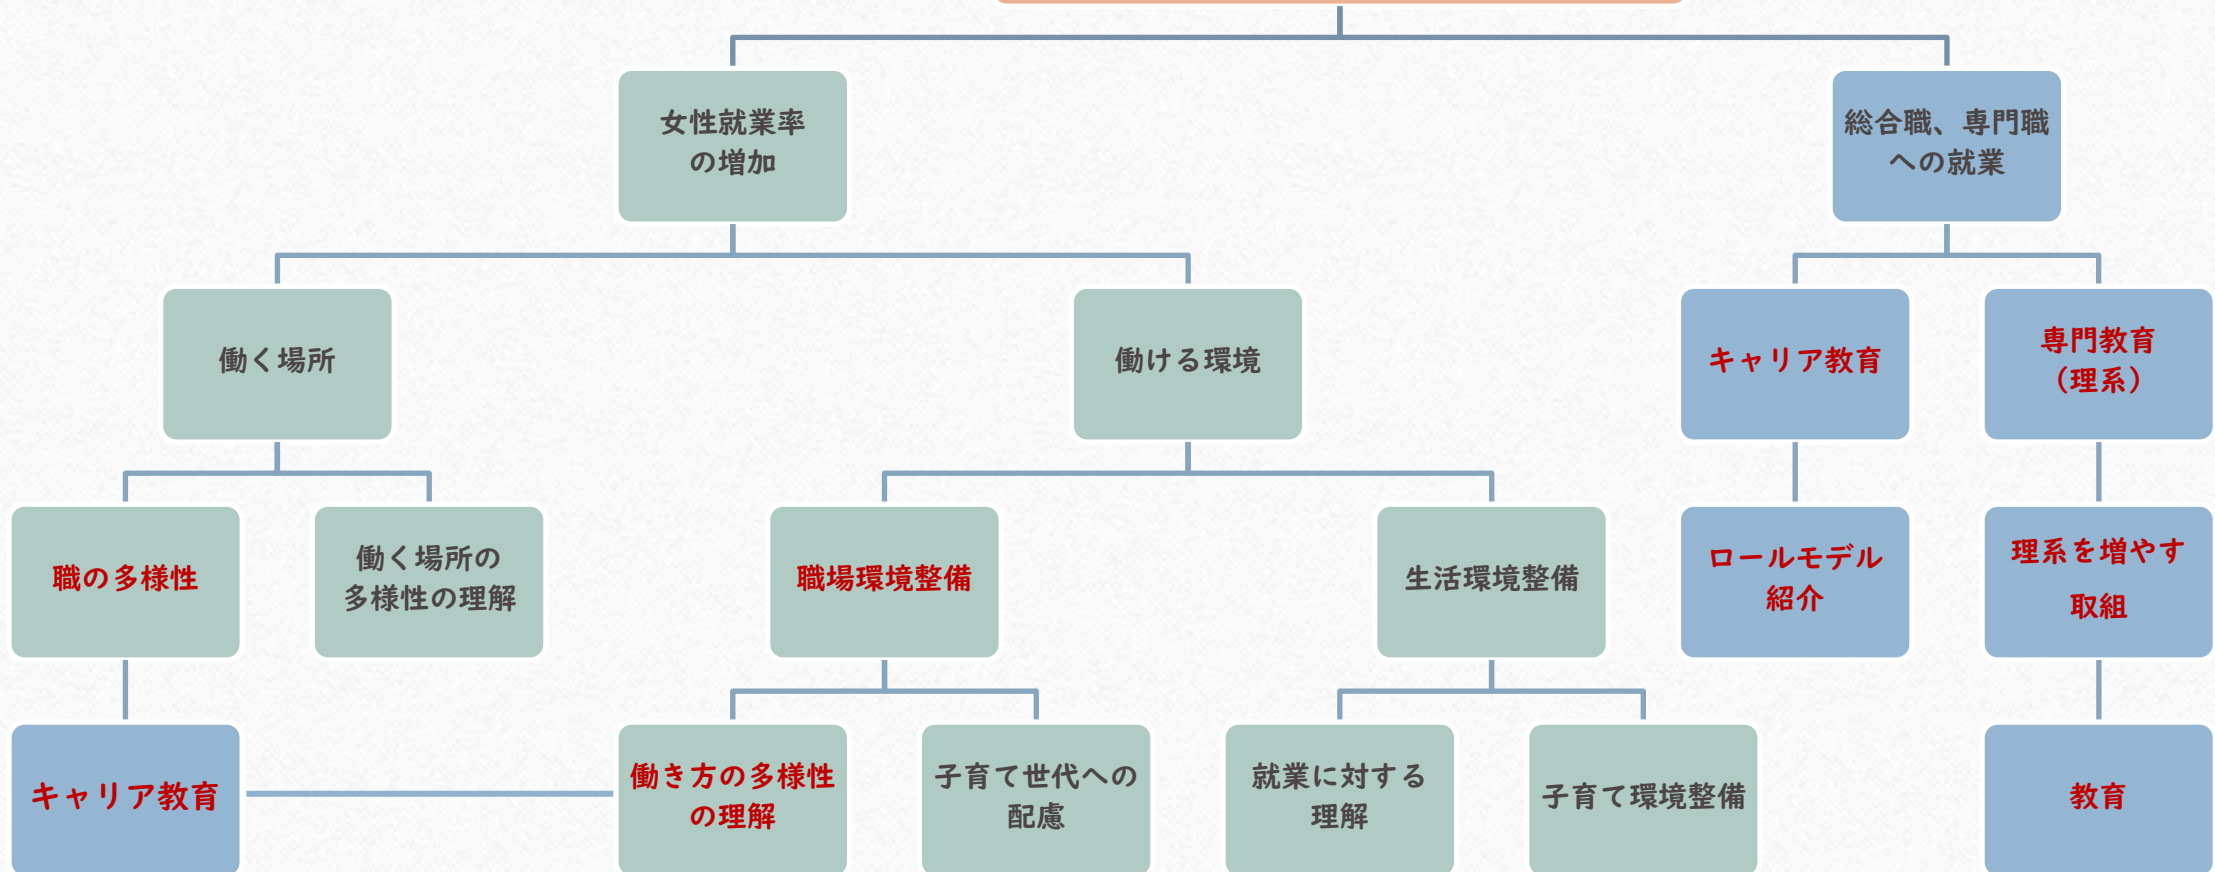 女性就業率
の増加
総合職、専門職
への就業
働く場所
働ける環境
キャリア教育
専門教育
（理系）
職の多様性
働く場所の
多様性の理解
職場環境整備
生活環境整備
ロールモデル
紹介
理系を増やす
取組
キャリア教育
働き方の多様性
の理解
子育て世代への
配慮
就業に対する
理解
子育て環境整備
教育